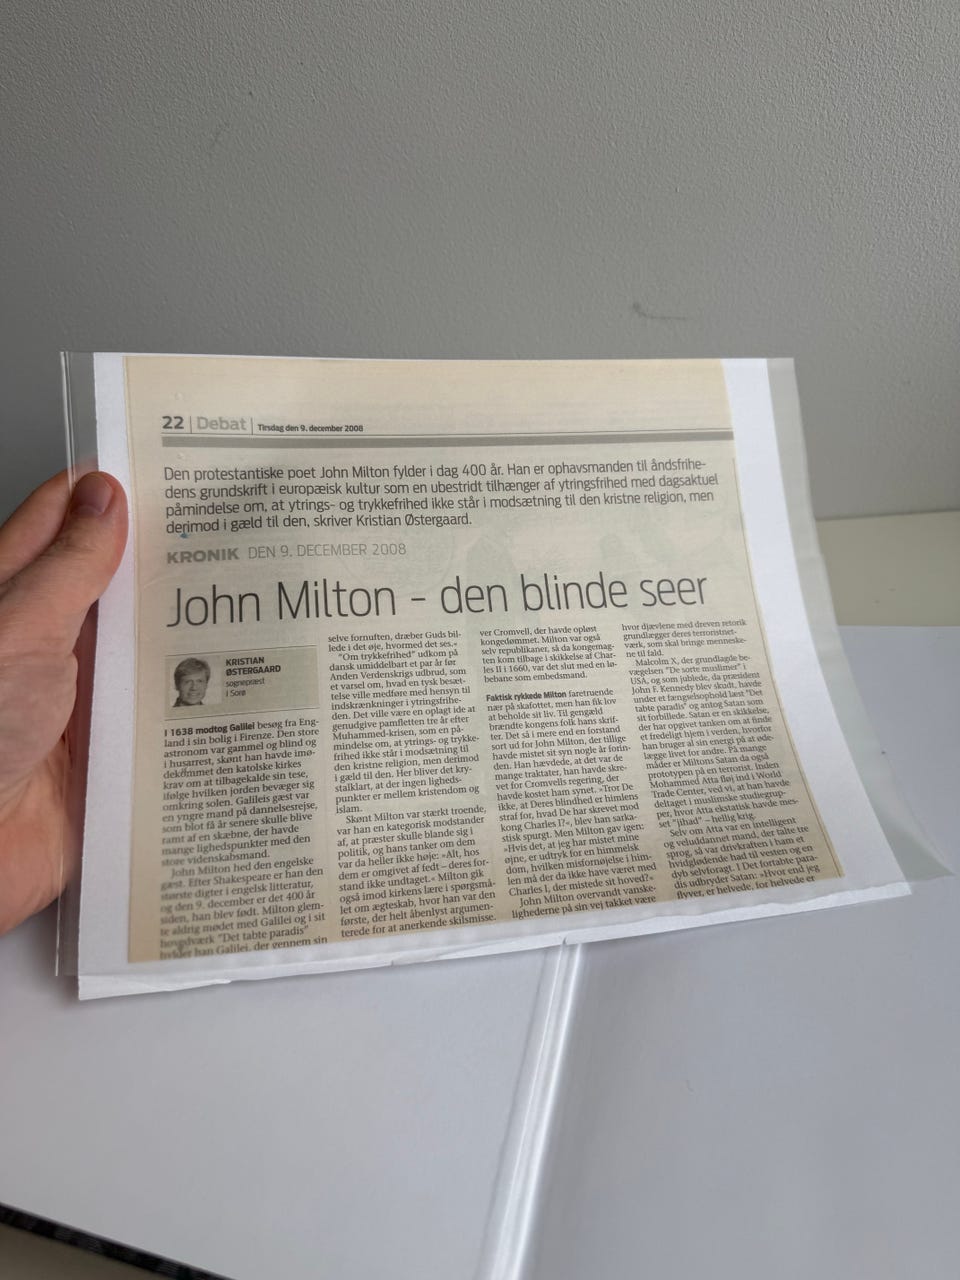 22 | Debat | Tirsdag den 9. december 2008
Den protestantiske poet John Milton fylder i dag 400 år. Han er ophavsmanden til åndsfrihe-
dens grundskrift i europæisk kultur som en ubestridt tilhænger af ytringsfrihed med dagsaktuel
påmindelse om, at ytrings- og trykkefrihed ikke står i modsætning til den kristne religion, men
derimod i gæld til den, skriver Kristian Østergaard.
KRONIK DEN 9. DECEMBER 2008
John Milton – den blinde seer
KRISTIAN
ØSTERGAARD
sognepræst
i Sorø
I 1638 modtog Galilei besøg fra Eng-
land i sin bolig i Firenze. Den store
astronom var gammel og blind og
i husarrest, skønt han havde imø-
dekommet den katolske kirkes
krav om at tilbagekalde sin tese,
ifølge hvilken jorden bevæger sig
omkring solen. Galileis gæst var
en yngre mand på dannelsesrejse,
som blot få år senere skulle blive
ramt af en skæbne, der havde
mange lighedspunkter med den
store videnskabsmand.
John Milton hed den engelske
gæst. Efter Shakespeare er han den
største digter i engelsk litteratur,
og den 9. december er det 400 år
siden, han blev født. Milton glem-
te aldrig mødet med Galilei og i sit
hovedværk "Det tabte paradis"
hylder han Galilei, der gennem sin
selve fornuften, dræber Guds bil-
lede i det øje, hvormed det ses.«
"Om trykkefrihed" udkom på
dansk umiddelbart et par år før
Anden Verdenskrigs udbrud, som
et varsel om, hvad en tysk besæt-
telse ville medføre med hensyn til
indskrænkninger i ytringsfrihe-
den. Det ville være en oplagt ide at
genudgive pamfletten tre år efter
Muhammed-krisen, som en på-
mindelse om, at ytrings- og trykke-
frihed ikke står i modsætning til
den kristne religion, men derimod
i gæld til den. Her bliver det kry-
stalklart, at der ingen ligheds-
punkter er mellem kristendom og
islam.
Skønt Milton var stærkt troende,
var han en kategorisk modstander
af, at præster skulle blande sig i
politik, og hans tanker om dem
var da heller ikke høje: »Alt, hos
dem er omgivet af fedt – deres for-
stand ikke undtaget.« Milton gik
også imod kirkens lære i spørgsmå-
let om ægteskab, hvor han var den
første, der helt åbenlyst argumen-
terede for at anerkende skilsmisse.
ver Cromvell, der havde opløst
kongedømmet. Milton var også
selv republikaner, så da kongemag-
ten kom tilbage i skikkelse af Char-
les II i 1660, var det slut med en lø-
bebane som embedsmand.
Faktisk rykkede Milton faretruende
nær på skafottet, men han fik lov
at beholde sit liv. Til gengæld
brændte kongens folk hans skrif-
ter. Det så i mere end en forstand
sort ud for John Milton, der tillige
havde mistet sit syn nogle år forin-
den. Han hævdede, at det var de
mange traktater, han havde skre-
vet for Cromvells regering, der
havde kostet ham synet. »Tror De
ikke, at Deres blindhed er himlens
straf for, hvad De har skrevet mod
kong Charles I?«, blev han sarka-
stisk spurgt. Men Milton gav igen:
»Hvis det, at jeg har mistet mine
øjne, er udtryk for en himmelsk
dom, hvilken misfornøjelse i him-
len må der da ikke have været med
Charles I, der mistede sit hoved?«
John Milton overvandt vanske-
lighederne på sin vej takket være
hvor djævlene med dreven retorik
grundlægger deres terrorstnet-
værk, som skal bringe menneske-
ne til fald.
Malcolm X, der grundlagde be-
vægelsen "De sorte muslimer" i
USA, og som jublede, da præsident
John F. Kennedy blev skudt, havde
under et fængselsophold læst "Det
tabte paradis" og antog Satan som
sit forbillede. Satan er en skikkelse,
der har opgivet tanken om at finde
et fredeligt hjem i verden, hvorfor
han bruger al sin energi på at øde-
lægge livet for andre. På mange
måder er Miltons Satan da også
prototypen på en terrorist. Inden
Mohammed Atta fløj ind i World
Trade Center, ved vi, at han havde
deltaget i muslimske studiegrup-
per, hvor Atta ekstatisk havde mes-
set "jihad" – hellig krig.
Selv om Atta var en intelligent
og veluddannet mand, der talte tre
sprog, så var drivkraften i ham et
hvidglødende had til vesten og en
dyb selvforagt. I Det fortabte para-
dis udbryder Satan: »Hvor end jeg
flyver, er helvede, for helvede er